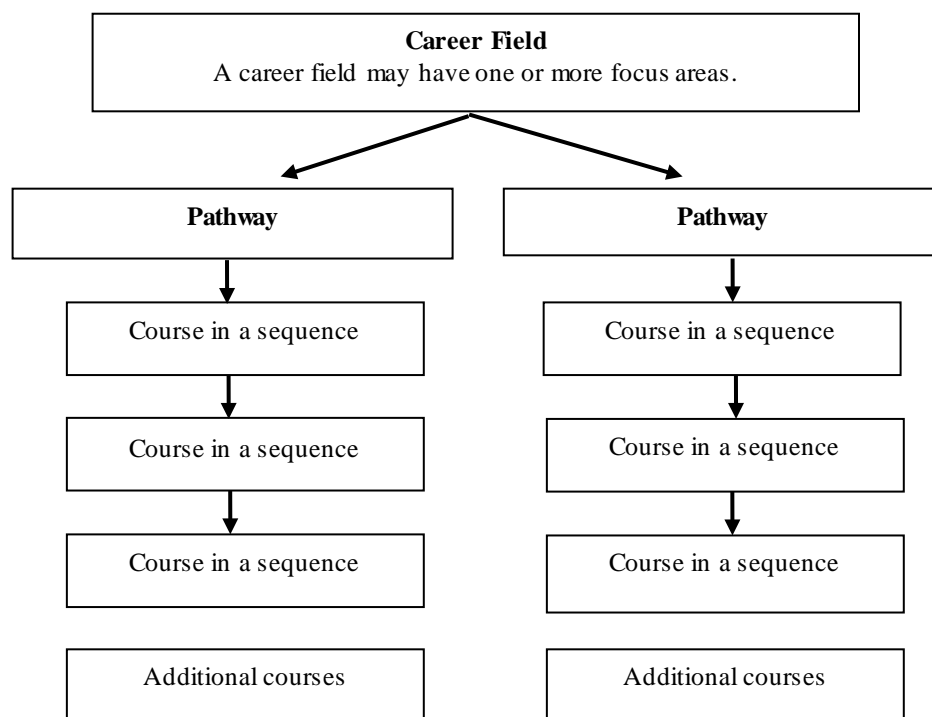 Career Field
A career field may have one or more focus areas.
Pathway
Pathway
Course in a sequence
Course in a sequence
Course in a sequence
Course in a sequence
Course in a sequence
Course in a sequence
Additional courses
Additional courses